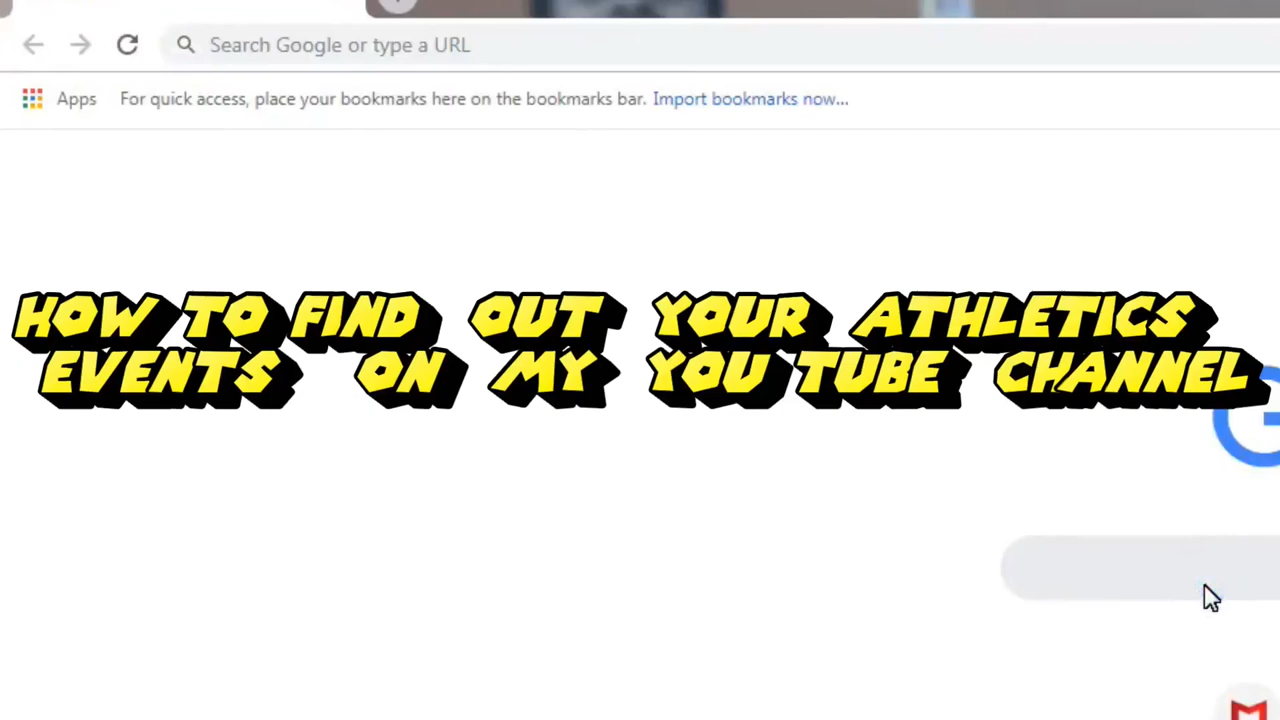 Search Google or type a URL
Apps For quick access, place your bookmarks here on the bookmarks bar. Import bookmarks now...
HOW TO FIND OUT YOUR ATHLETICS
EVENTS ON MY YOU TUBE CHANNEL